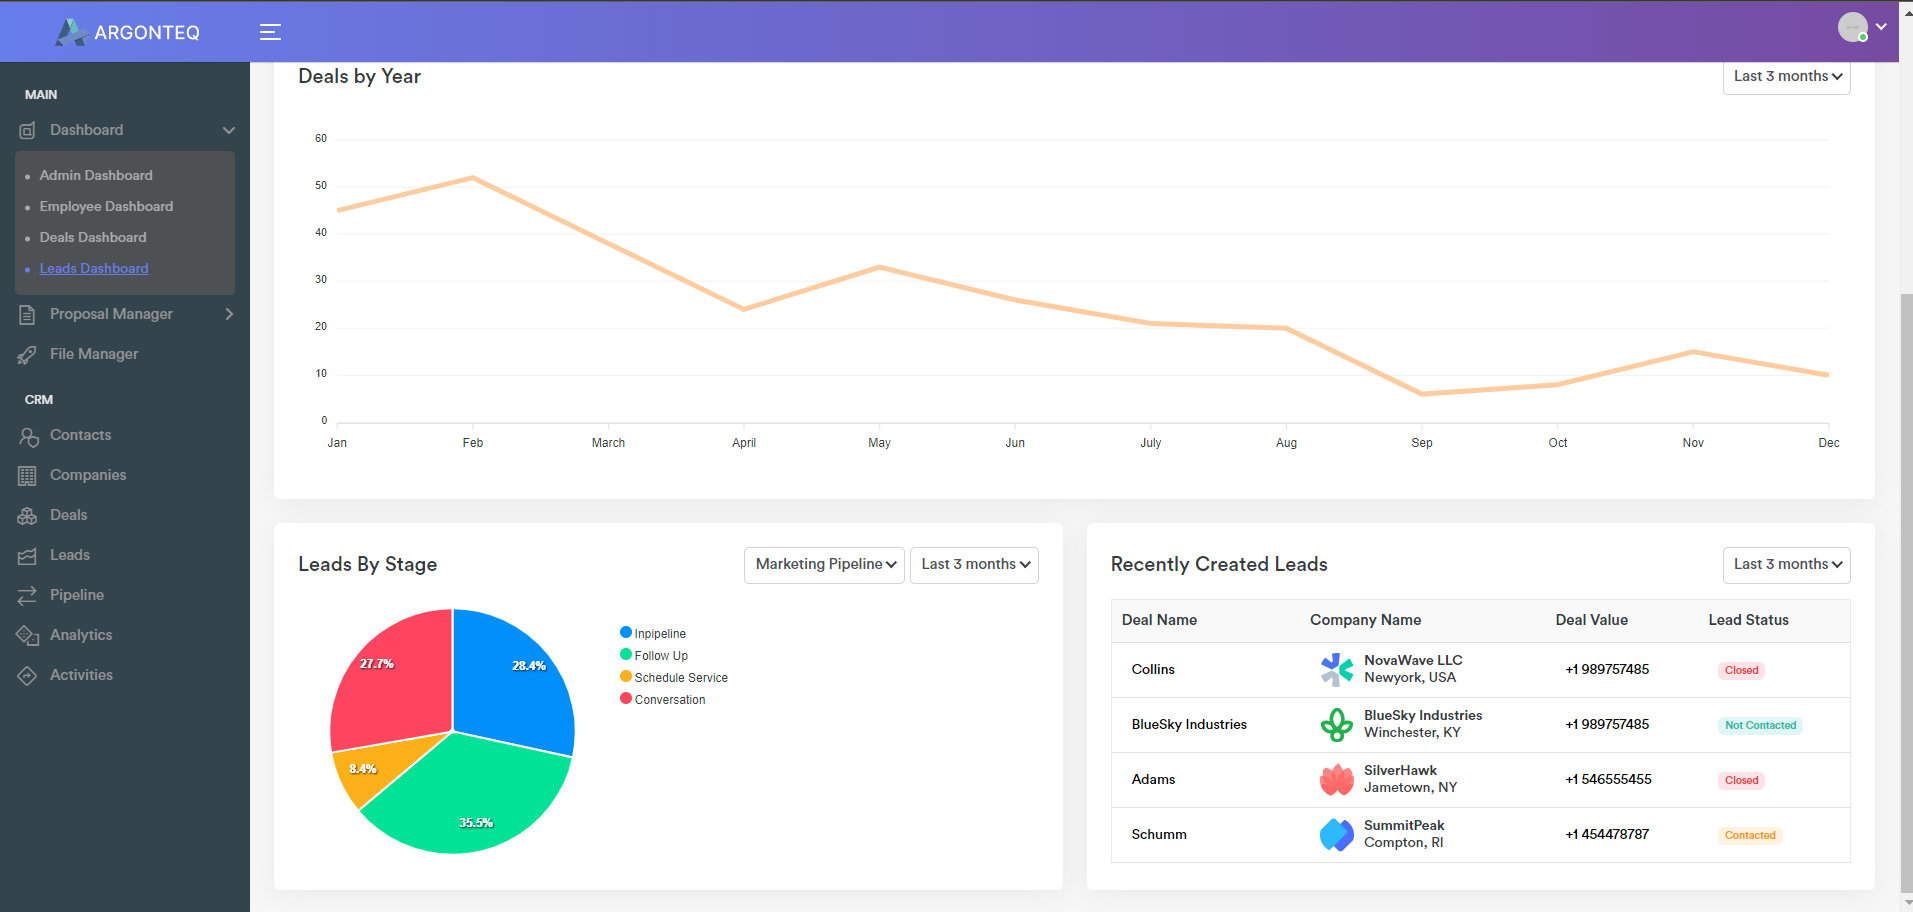 ARGONTEQ
MAIN
Dashboard
Admin Dashboard
Employee Dashboard
Deals Dashboard
Leads Dashboard
Proposal Manager
File Manager
CRM
Contacts
Companies
Deals
Leads
Pipeline
Analytics
Activities
Deals by Year
Last 3 months
60
50
40
30
20
10
0
Jan Feb March April May Jun July Aug Sep Oct Nov Dec
Leads By Stage
Marketing Pipeline
Last 3 months
27.7%
28.4%
8.4%
35.5%
Inpipeline
Follow Up
Schedule Service
Conversation
Recently Created Leads
Last 3 months
Deal Name Company Name Deal Value Lead Status
Collins NovaWave LLC +1 989757485 Closed
Newyork, USA
BlueSky Industries BlueSky Industries +1 989757485 Not Contacted
Winchester, KY
Adams SilverHawk +1 546555455 Closed
Jametown, NY
Schumm SummitPeak +1 454478787 Contacted
Compton, RI